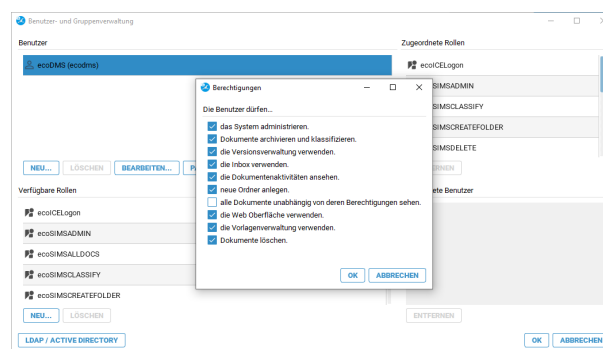 Benutzer- und Gruppenverwaltung
Benutzer
Zugeordnete Rollen
ecoDMS (ecodms)
ecoICELogon
SIMSADMIN
SIMSCLASSIFY
SIMSCREATEFOLDER
SIMSDELETE
Berechtigungen
Die Benutzer dürfen...
das System administrieren.
Dokumente archivieren und klassifizieren.
die Versionsverwaltung verwenden.
die Inbox verwenden.
die Dokumentenaktivitäten ansehen.
neue Ordner anlegen.
alle Dokumente unabhängig von deren Berechtigungen sehen.
die Web Oberfläche verwenden.
die Vorlagenverwaltung verwenden.
Dokumente löschen.
OK ABBRECHEN
NEU... LÖSCHEN BEARBEITEN...
Verfügbare Rollen
ete Benutzer
ecoICELogon
ecoSIMSADMIN
ecoSIMSALLDOCS
ecoSIMSCLASSIFY
ecoSIMSCREATEFOLDER
NEU... LÖSCHEN
ENTFERNEN
LDAP / ACTIVE DIRECTORY
OK ABBRECHEN